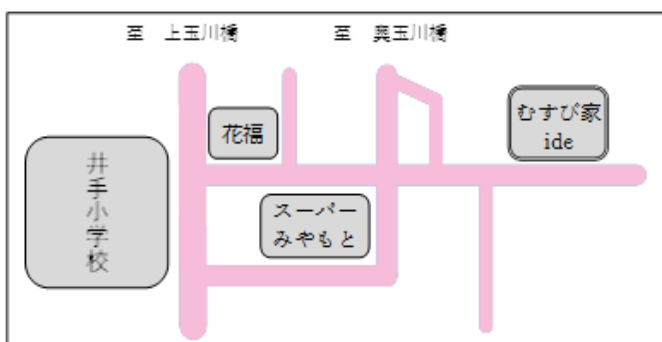 至　上玉川橋
至　奥玉川橋
花福
むすび家
ide
井手小学校
スーパー
みやもと